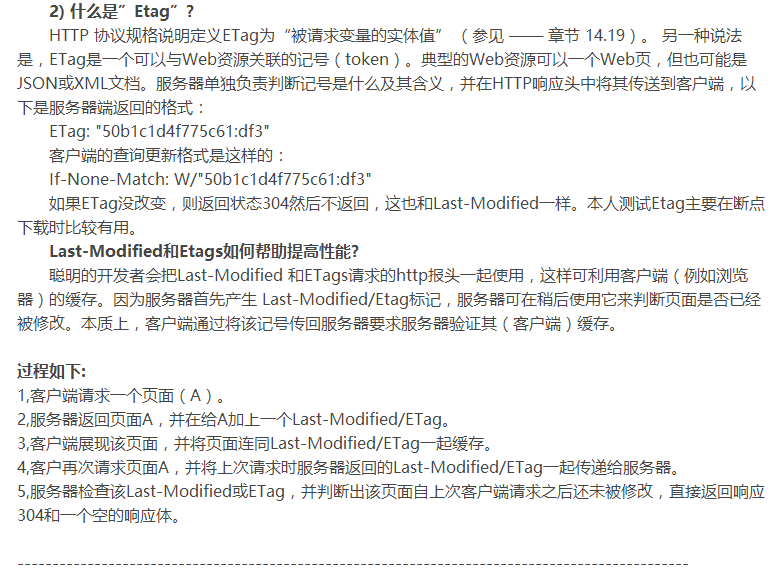 2) 什么是”Etag”?
HTTP 协议规格说明定义ETag为“被请求变量的实体值” （参见 —— 章节 14.19）。 另一种说法
是，ETag是一个可以与Web资源关联的记号（token）。典型的Web资源可以一个Web页，但也可能是
JSON或XML文档。服务器单独负责判断记号是什么及其含义，并在HTTP响应头中将其传送到客户端，以
下是服务器端返回的格式：
ETag: "50b1c1d4f775c61:df3"
客户端的查询更新格式是这样的：
If-None-Match: W/"50b1c1d4f775c61:df3"
如果ETag没改变，则返回状态304然后不返回，这也和Last-Modified一样。本人测试Etag主要在断点
下载时比较有用。
Last-Modified和Etags如何帮助提高性能?
聪明的开发者会把Last-Modified 和ETags请求的http报头一起使用，这样可利用客户端（例如浏览
器）的缓存。因为服务器首先产生 Last-Modified/Etag标记，服务器可在稍后使用它来判断页面是否已经
被修改。本质上，客户端通过将该记号传回服务器要求服务器验证其（客户端）缓存。
过程如下:
1,客户端请求一个页面（A）。
2,服务器返回页面A，并在给A加上一个Last-Modified/ETag。
3,客户端展现该页面，并将页面连同Last-Modified/ETag一起缓存。
4,客户再次请求页面A，并将上次请求时服务器返回的Last-Modified/ETag一起传递给服务器。
5,服务器检查该Last-Modified或ETag，并判断出该页面自上次客户端请求之后还未被修改，直接返回响应
304和一个空的响应体。